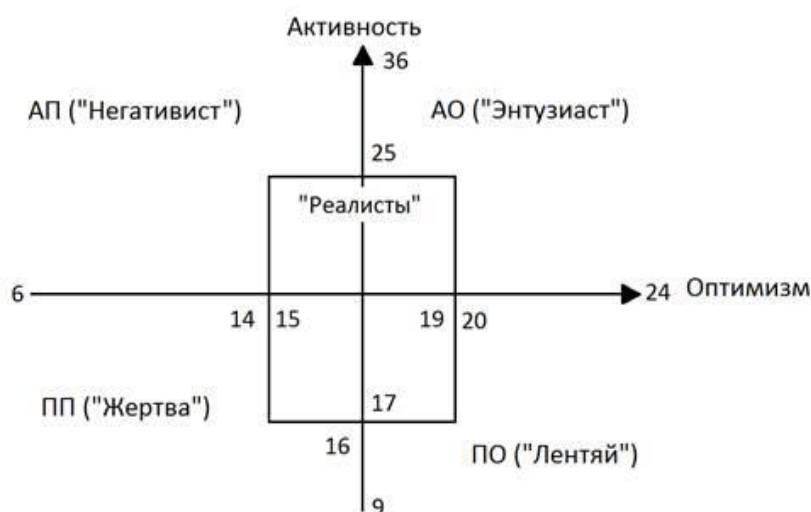 Активность
36
АП ("Негативист")
АО ("Энтузиаст")
25
"Реалисты"
6
24 Оптимизм
14 15 19 20
ПП ("Жертва")
17
16
ПО ("Лентяй")
9